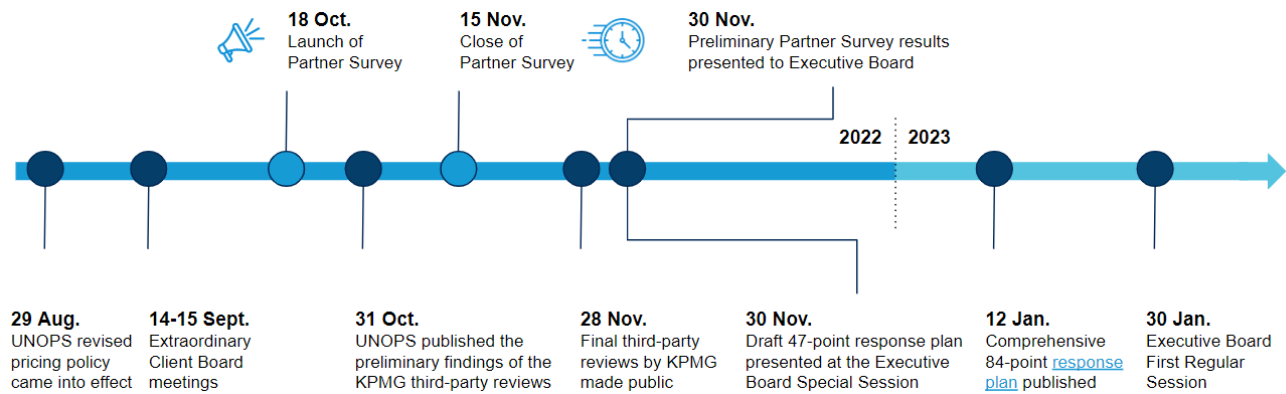 18 Oct.
Launch of
Partner Survey
15 Nov.
Close of
Partner Survey
30 Nov.
Preliminary Partner Survey results
presented to Executive Board
2022
2023
29 Aug.
UNOPS revised
pricing policy
came into effect
14-15 Sept.
Extraordinary
Client Board
meetings
31 Oct.
UNOPS published the
preliminary findings of the
KPMG third-party reviews
28 Nov.
Final third-party
reviews by KPMG
made public
30 Nov.
Draft 47-point response plan
presented at the Executive
Board Special Session
12 Jan.
Comprehensive
84-point response
plan published
30 Jan.
Executive Board
First Regular
Session